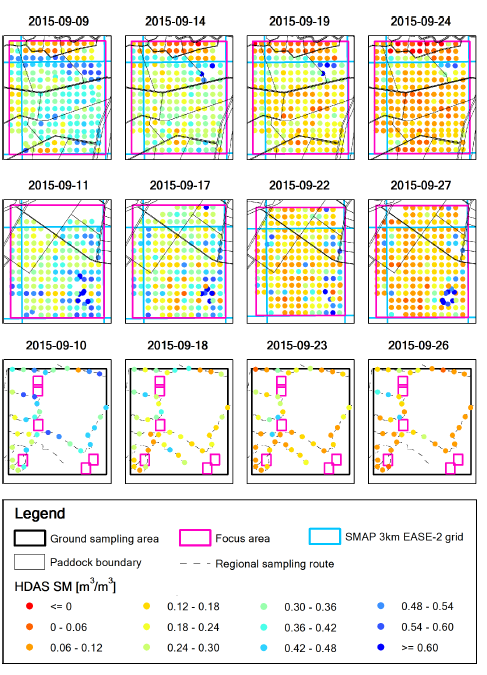 2015-09-09 2015-09-14 2015-09-19 2015-09-24
2015-09-11 2015-09-17 2015-09-22 2015-09-27
2015-09-10 2015-09-18 2015-09-23 2015-09-26
Legend
Ground sampling area Focus area SMAP 3km EASE-2 grid
Paddock boundary Regional sampling route
HDAS SM [m³/m³]
<= 0 0.12 - 0.18 0.30 - 0.36 0.48 - 0.54
0 - 0.06 0.18 - 0.24 0.36 - 0.42 0.54 - 0.60
0.06 - 0.12 0.24 - 0.30 0.42 - 0.48 >= 0.60